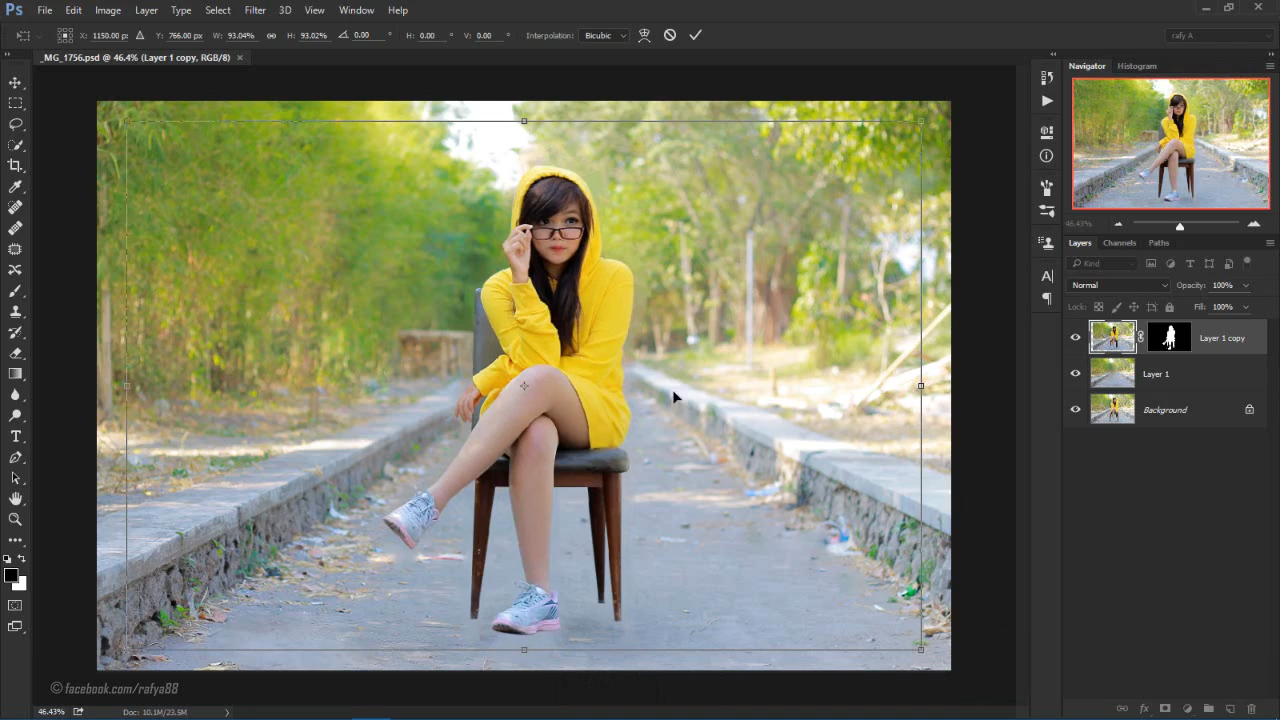 Ps File Edit Image Layer Type Select Filter 3D View Window Help
X: 1150.00 px Y: 766.00 px W: 93.04% H: 93.02% 0.00 ° H: 0.00 ° V: 0.00 ° Interpolation: Bicubic rafy A
_MG_1756.psd @ 46.4% (Layer 1 copy, RGB/8) ×
Navigator Histogram
46.43%
Layers Channels Paths
Kind
Normal Opacity: 100%
Lock: Fill: 100%
Layer 1 copy
Layer 1
Background
© facebook.com/rafya88
46.43% Doc: 10.1M/23.5M